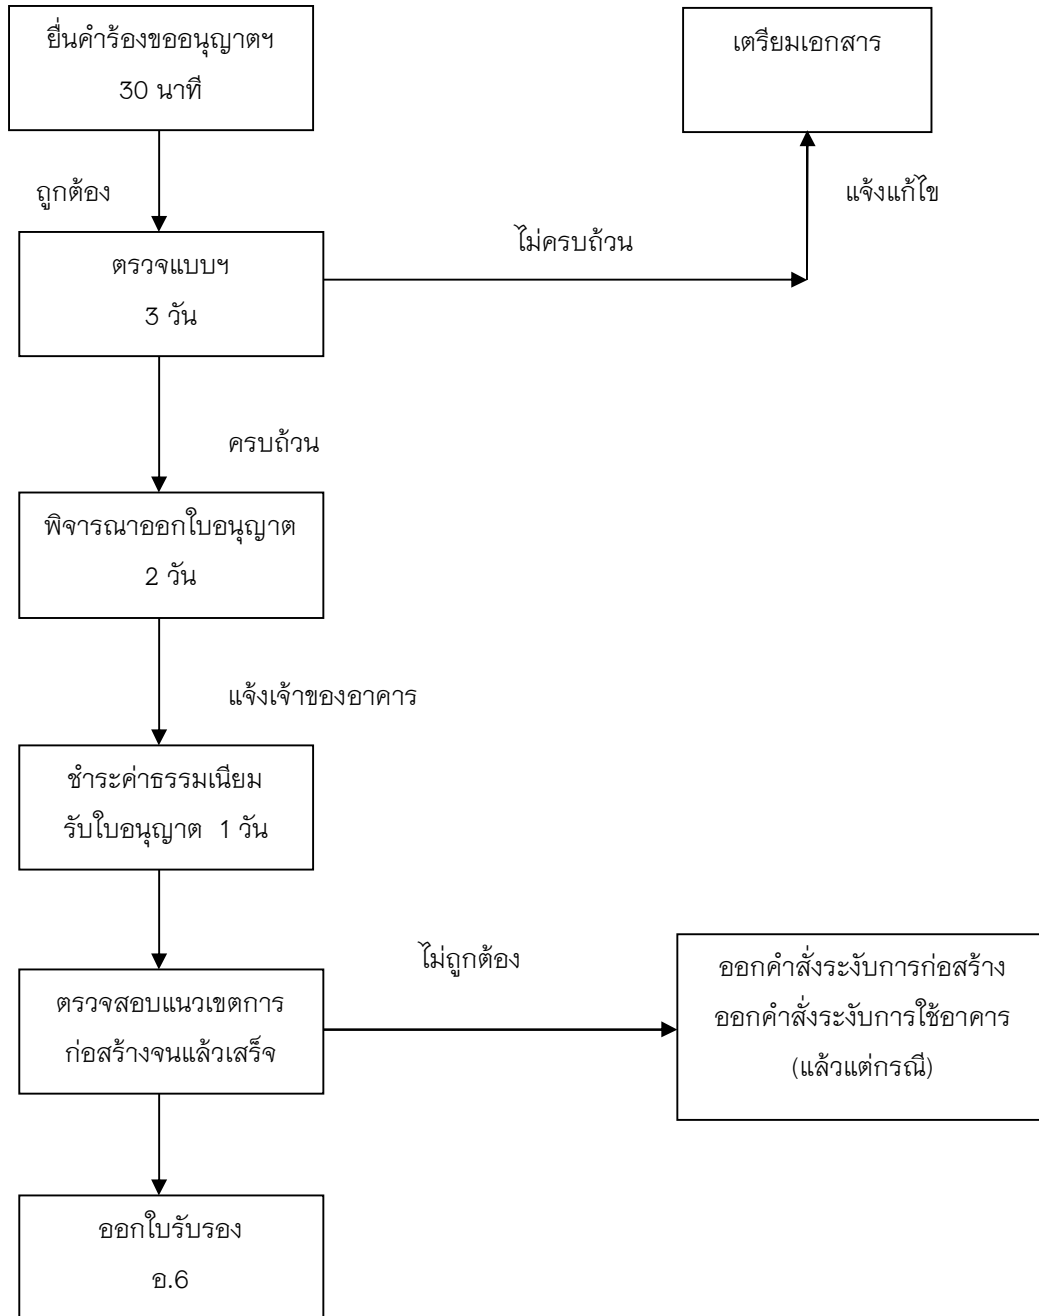 ยื่นคำร้องขออนุญาตฯ
30 นาที
เตรียมเอกสาร
ถูกต้อง
แจ้งแก้ไข
ไม่ครบถ้วน
ตรวจแบบฯ
3 วัน
ครบถ้วน
พิจารณาออกใบอนุญาต
2 วัน
แจ้งเจ้าของอาคาร
ชำระค่าธรรมเนียม
รับใบอนุญาต 1 วัน
ไม่ถูกต้อง
ตรวจสอบแนวเขตการ
ก่อสร้างจนแล้วเสร็จ
ออกคำสั่งระงับการก่อสร้าง
ออกคำสั่งระงับการใช้อาคาร
(แล้วแต่กรณี)
ออกใบรับรอง
อ.6